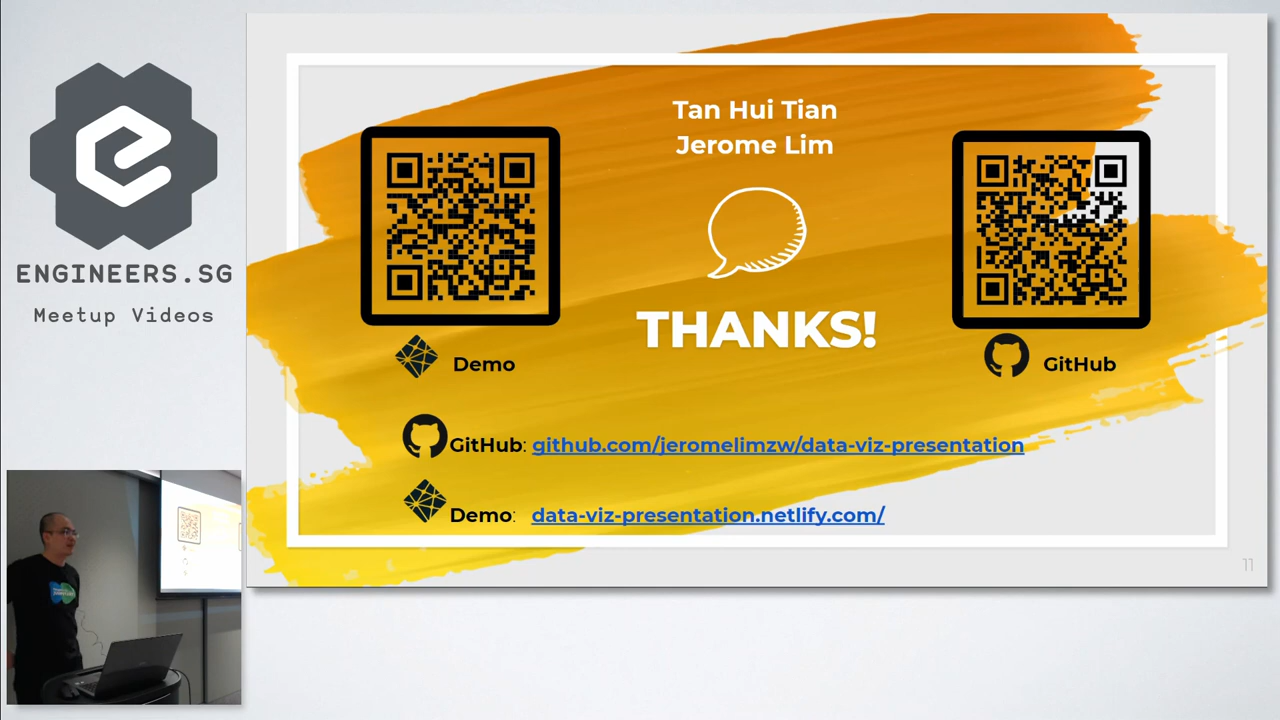 ENGINEERS.SG
Meetup Videos
Tan Hui Tian
Jerome Lim
THANKS!
Demo
GitHub
GitHub: github.com/jeromelimzw/data-viz-presentation
Demo: data-viz-presentation.netlify.com/
11